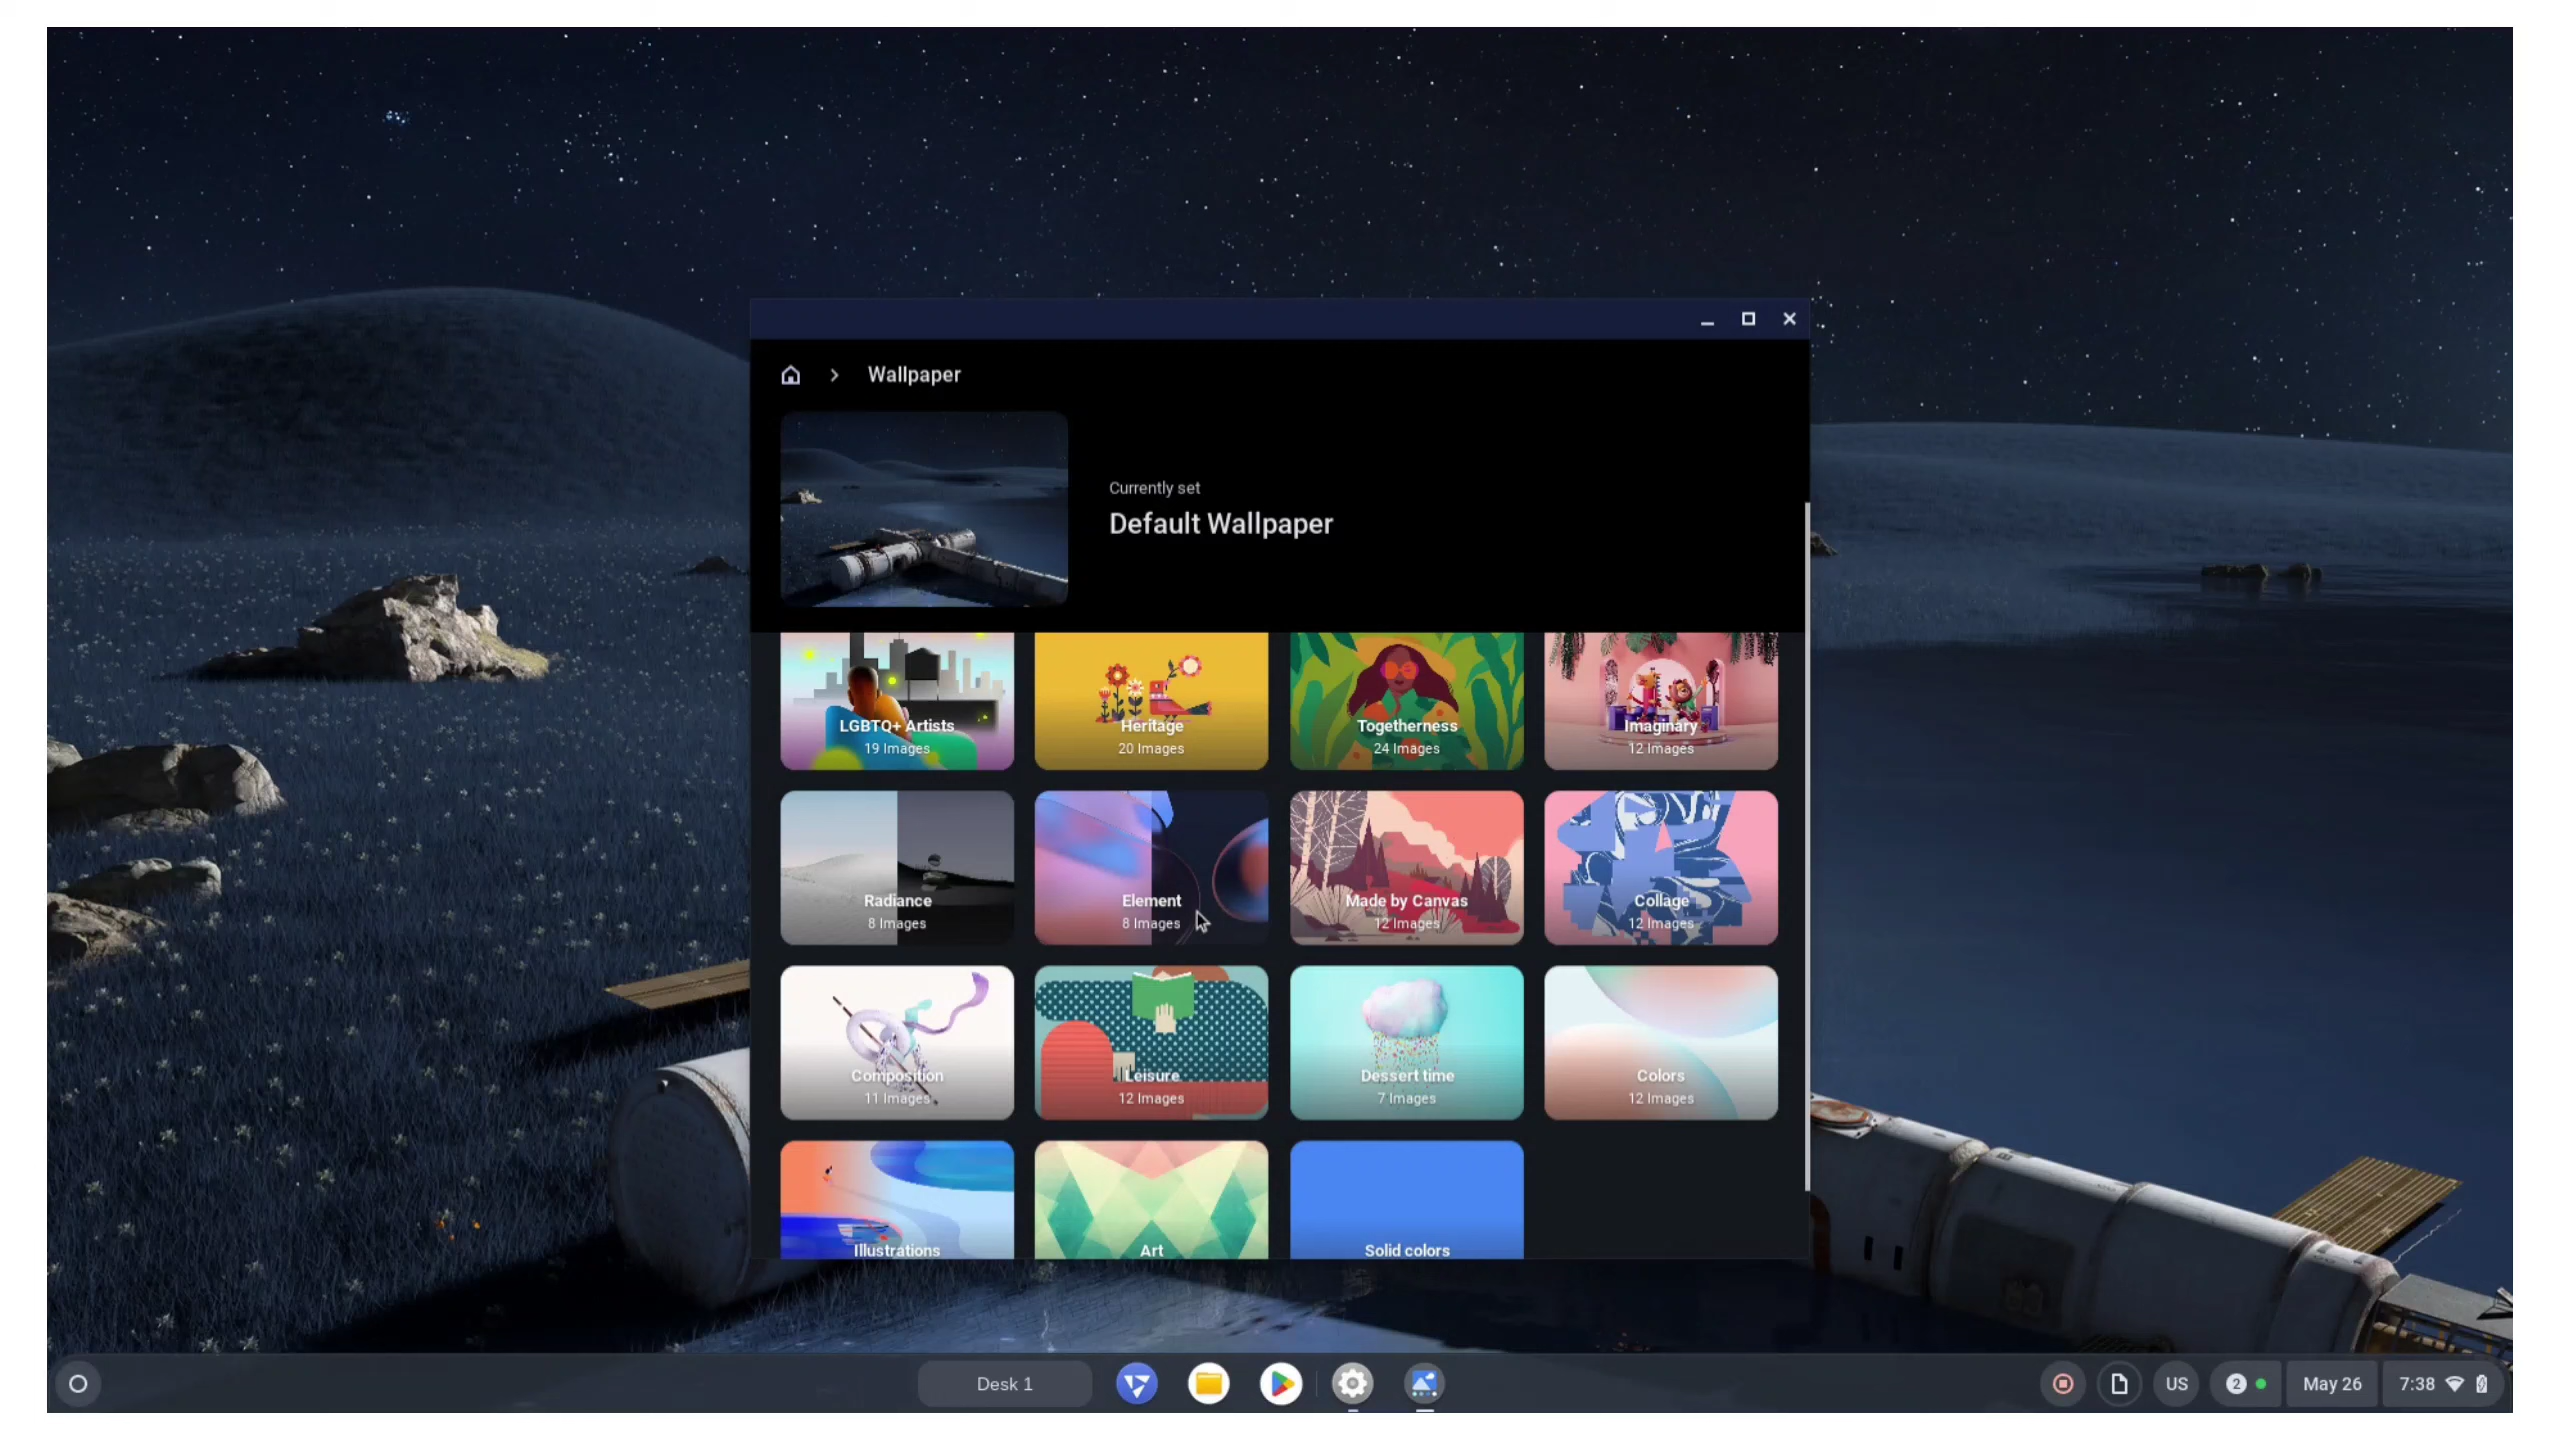 Wallpaper
Currently set
Default Wallpaper
LGBTQ+ Artists
19 Images
Heritage
20 Images
Togetherness
24 Images
Imaginary
12 Images
Radiance
8 Images
Element
8 Images
Made by Canvas
12 Images
Collage
12 Images
Composition
11 Images
Leisure
12 Images
Dessert time
7 Images
Colors
12 Images
Illustrations
Art
Solid colors
Desk 1
US
2
May 26
7:38